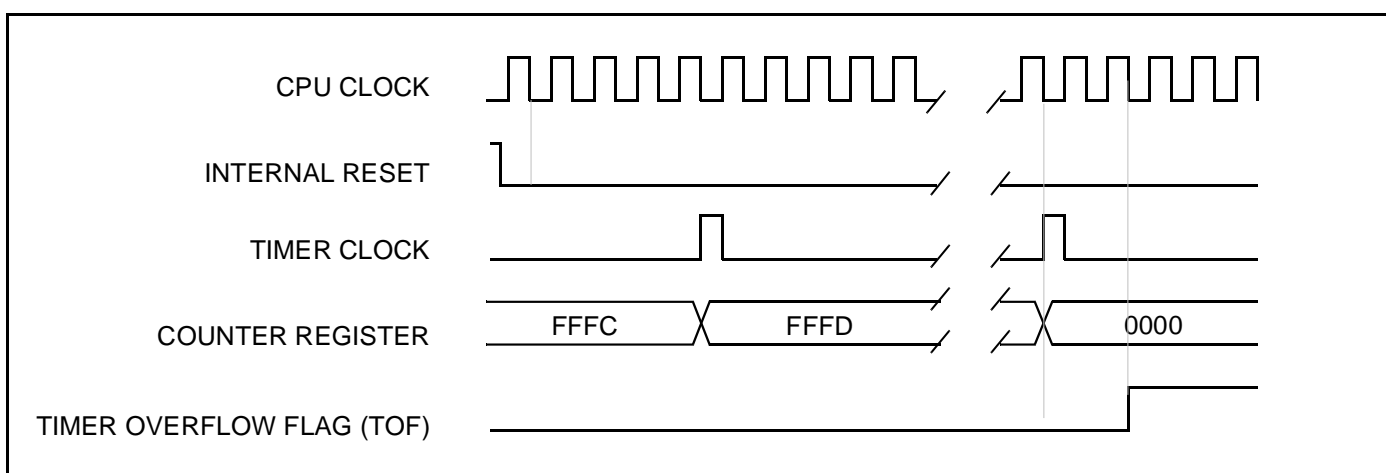 CPU CLOCK
INTERNAL RESET
TIMER CLOCK
COUNTER REGISTER FFFC FFFD 0000
TIMER OVERFLOW FLAG (TOF)